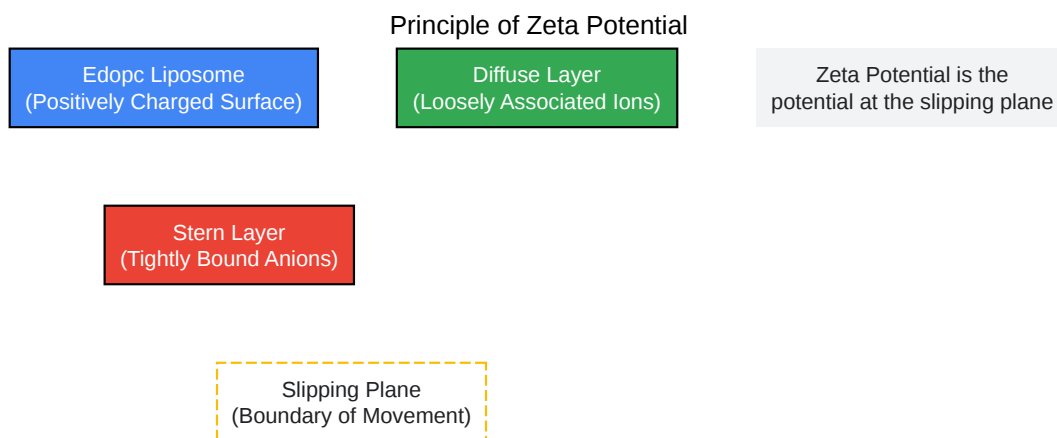 Principle of Zeta Potential
Edopc Liposome
(Positively Charged Surface)
Diffuse Layer
(Loosely Associated Ions)
Zeta Potential is the
potential at the slipping plane
Stern Layer
(Tightly Bound Anions)
Slipping Plane
(Boundary of Movement)